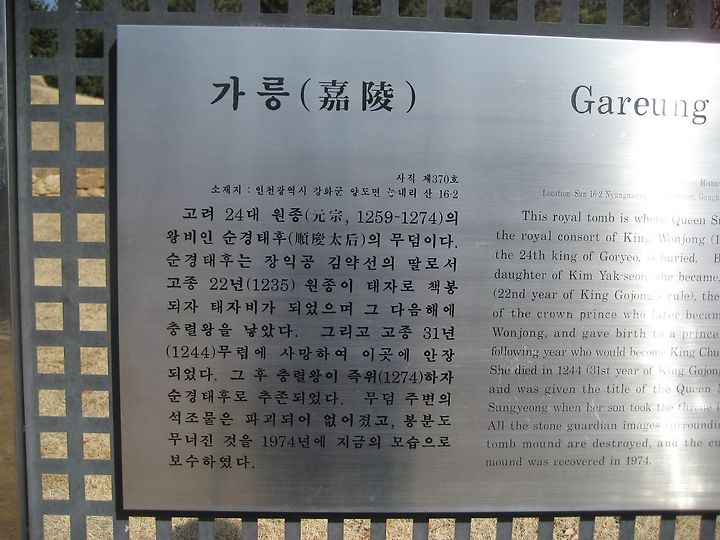 가릉(嘉陵)
사적 제370호
소재지 : 인천광역시 강화군 양도면 능내리 산 16-2
고려 24대 원종(元宗, 1259~1274)의
왕비인 순경태후(順慶太后)의 무덤이다.
순경태후는 장익공 김약선의 딸로서
고종 22년(1235) 원종이 태자로 책봉
되자 태자비가 되었으며 그 다음해에
충렬왕을 낳았다. 그리고 고종 31년
(1244)무렵에 사망하여 이곳에 안장
되었다. 그 후 충렬왕이 즉위(1274)하자
순경태후로 추존되었다. 무덤 주변의
석조물은 파괴되어 없어졌고, 봉분도
무너진 것을 1974년에 지금의 모습으로
보수하였다.
Gareung
Location: San 16-2
This royal tomb is where Queen
the royal consort of King Wonjong
the 24th king of Goryeo, is buried.
daughter of Kim Yak-seon, she became,
(22nd year of King Gojong's rule), the
of the crown prince who later became
Wonjong, and gave birth to a prince
following year who would become King
She died in 1244 (31st year of King Gojong
and was given the title of the Queen
Sungyeong when her son took the throne
All the stone guardian images surrounding
tomb mound are destroyed, and the
mound was recovered in 1974.